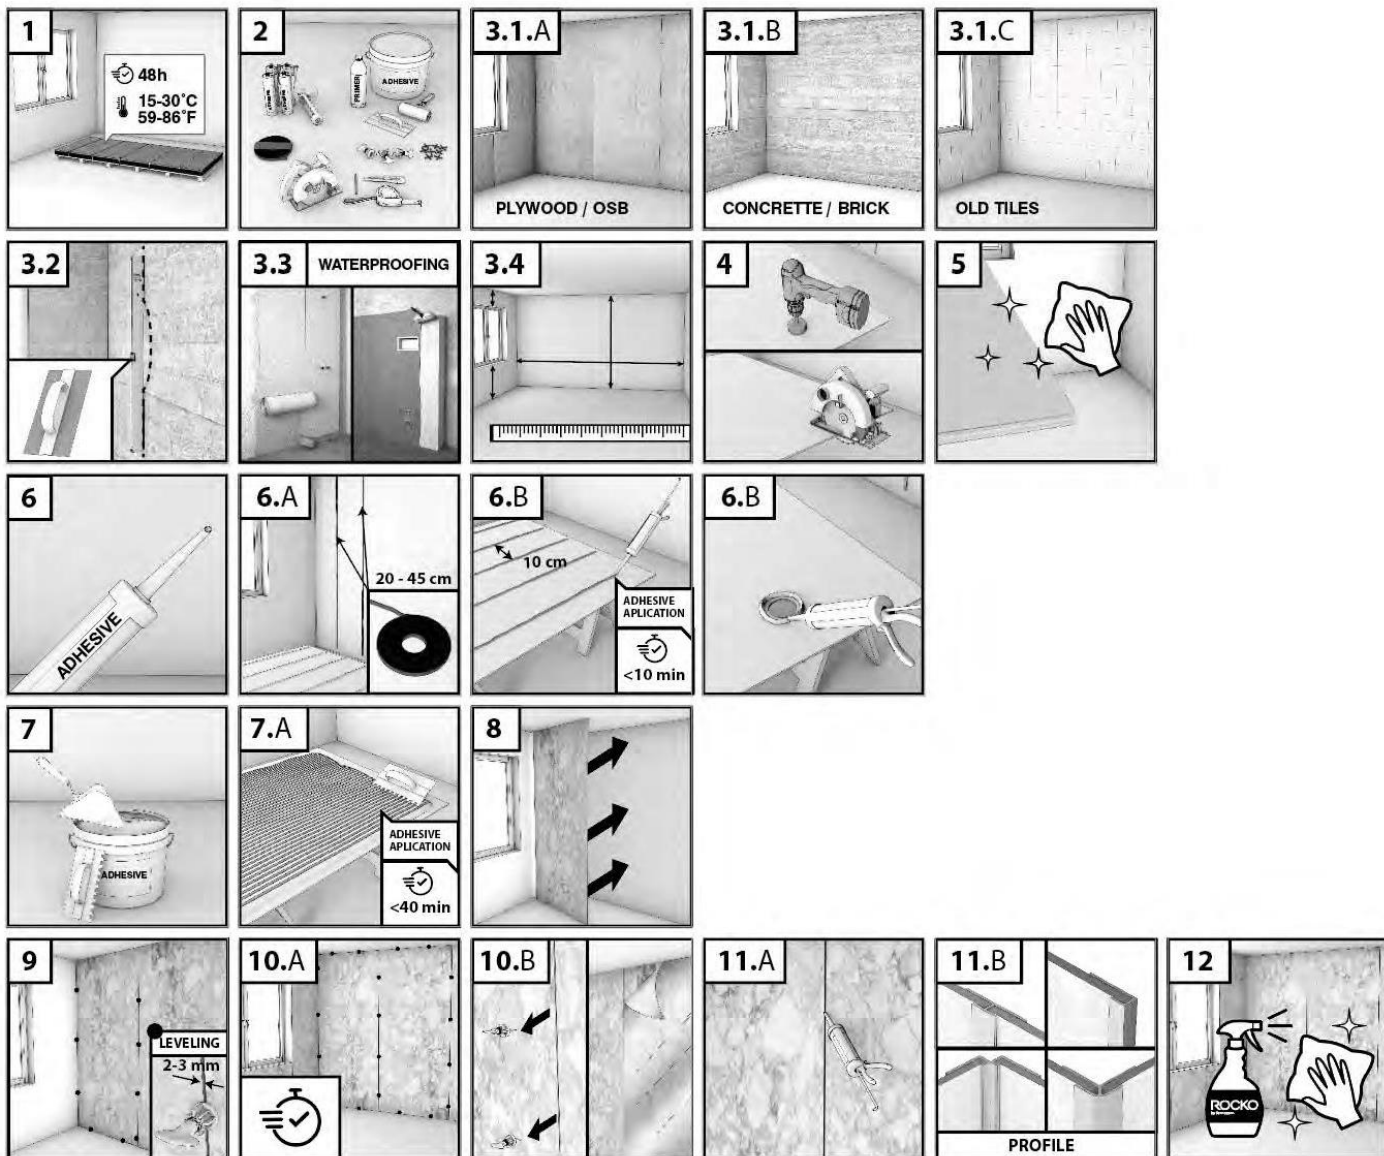 1
48h
15-30°C
59-86°F
2
PRIMER
ADHESIVE
3.1.A
PLYWOOD / OSB
3.1.B
CONCRETTE / BRICK
3.1.C
OLD TILES
3.2
3.3
WATERPROOFING
3.4
4
5
6
ADHESIVE
6.A
20 - 45 cm
6.B
10 cm
ADHESIVE
APLICATION
<10 min
6.B
7
ADHESIVE
7.A
ADHESIVE
APLICATION
<40 min
8
9
LEVELING
2-3 mm
10.A
10.B
11.A
11.B
PROFILE
12
ROCKO